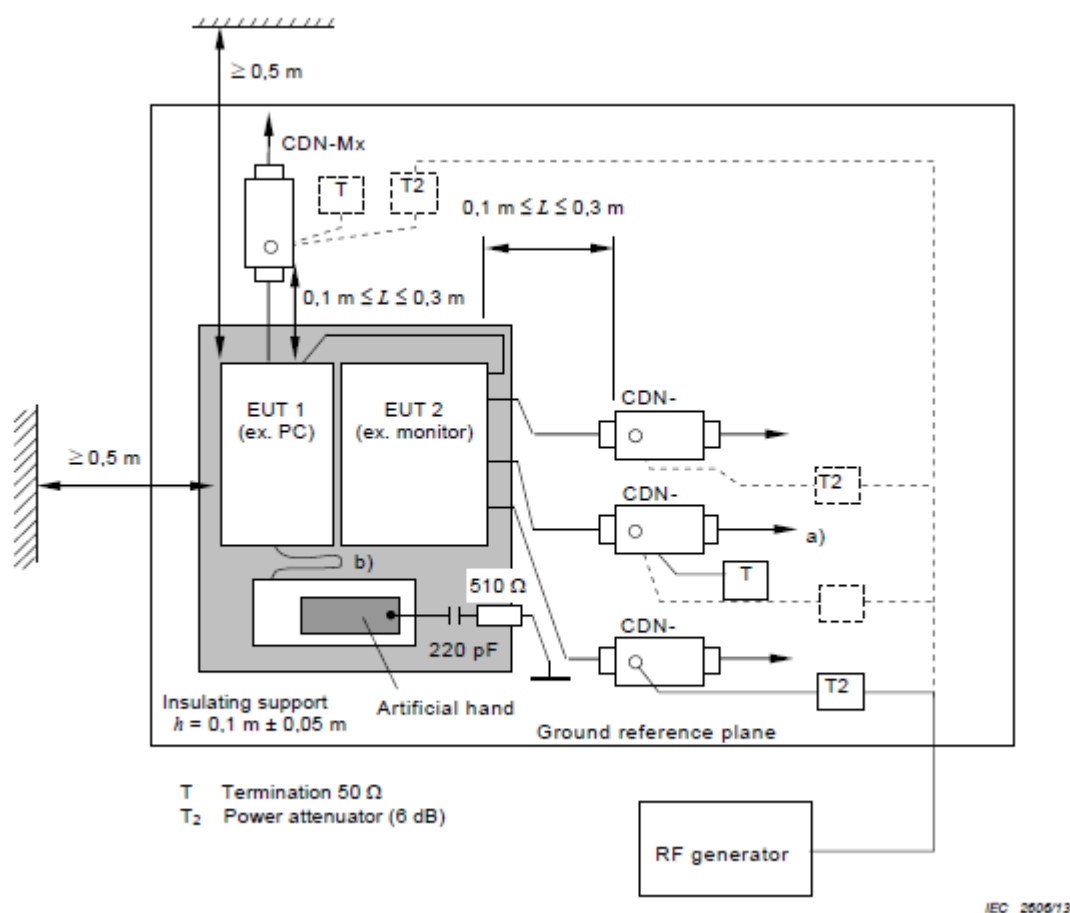 ≥ 0,5 m
CDN-Mx
T
T2
0,1 m ≤ L ≤ 0,3 m
0,1 m ≤ L ≤ 0,3 m
EUT 1
(ex. PC)
EUT 2
(ex. monitor)
CDN-
≥ 0,5 m
T2
CDN-
a)
b)
T
510 Ω
CDN-
220 pF
T2
Insulating support
h = 0,1 m ± 0,05 m
Artificial hand
Ground reference plane
T Termination 50 Ω
T2 Power attenuator (6 dB)
RF generator
IEC 2606/13